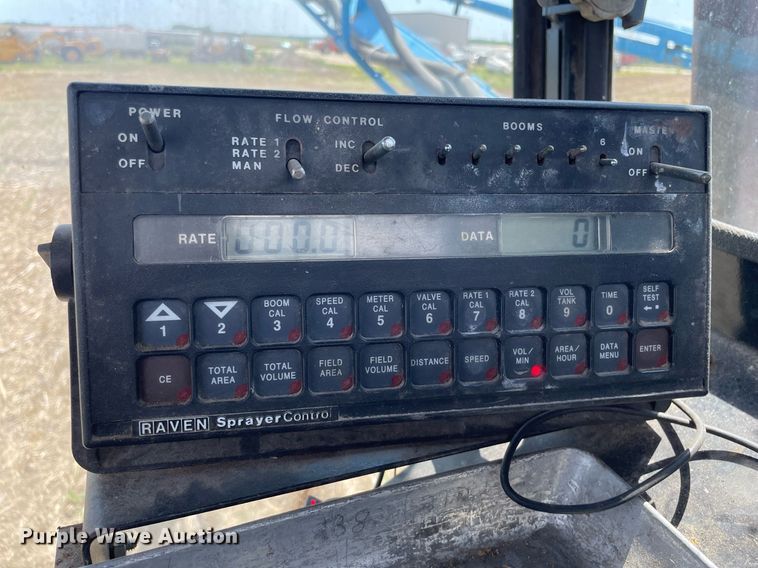 POWER
ON
OFF
FLOW CONTROL
RATE 1
RATE 2
MAN
INC
DEC
BOOMS
6
MASTE
ON
OFF
RATE 000.0 DATA 0
1
2
BOOM CAL 3
SPEED CAL 4
METER CAL 5
VALVE CAL 6
RATE 1 CAL 7
RATE 2 CAL 8
VOL TANK 9
TIME 0
SELF TEST
CE
TOTAL AREA
TOTAL VOLUME
FIELD AREA
FIELD VOLUME
DISTANCE
SPEED
VOL/ MIN
AREA/ HOUR
DATA MENU
ENTER
RAVEN SprayerControl
Purple Wave Auction